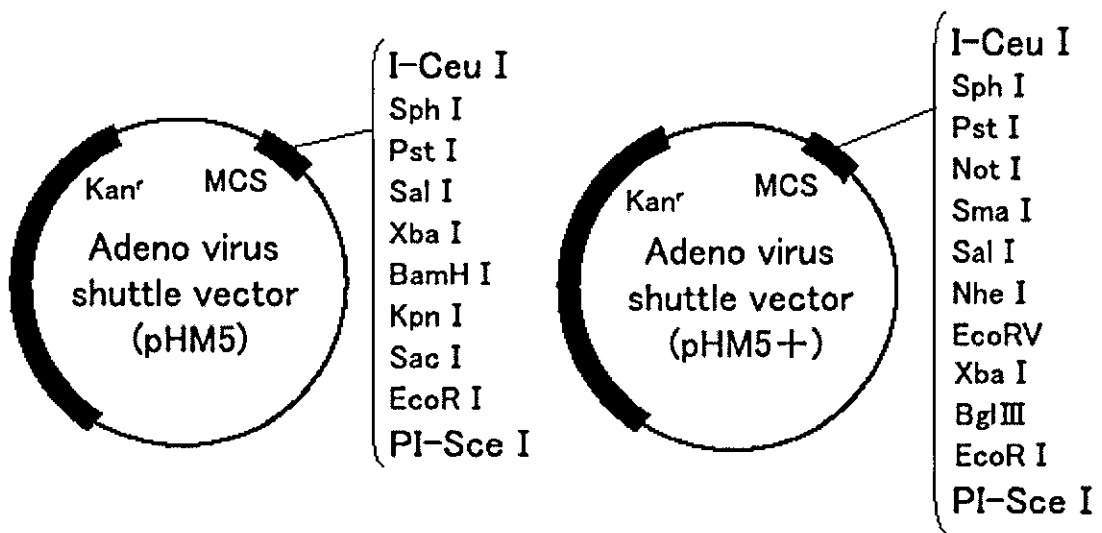 Kanʳ
MCS
Adeno virus
shuttle vector
(pHM5)
I-Ceu I
Sph I
Pst I
Sal I
Xba I
BamH I
Kpn I
Sac I
EcoR I
PI-Sce I
Kanʳ
MCS
Adeno virus
shuttle vector
(pHM5+)
I-Ceu I
Sph I
Pst I
Not I
Sma I
Sal I
Nhe I
EcoRV
Xba I
BglIII
EcoR I
PI-Sce I